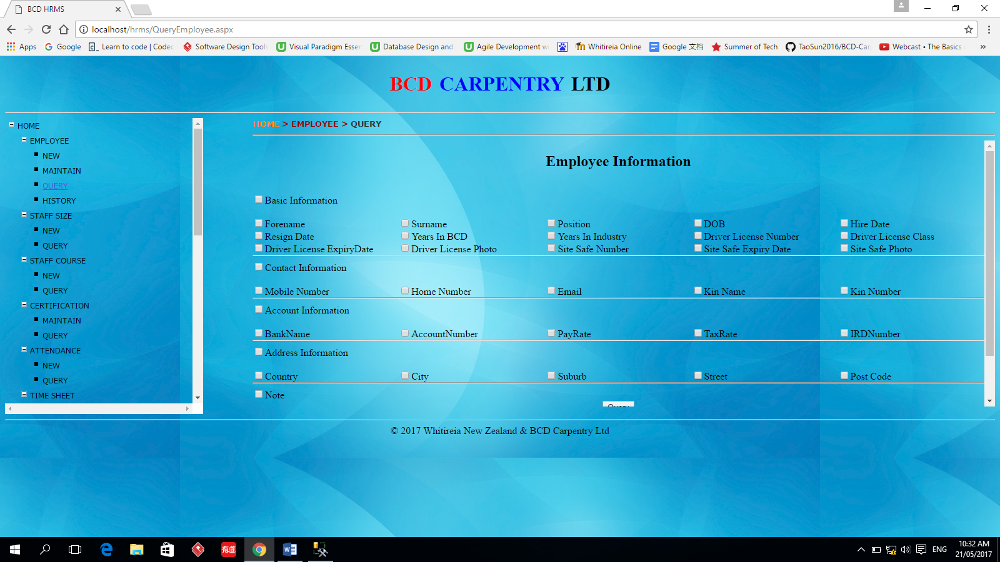 BCD HRMS
localhost/hrms/QueryEmployee.aspx
Apps Google Learn to code | Codec Software Design Tools Visual Paradigm Essen Database Design and Agile Development w Whitireia Online Google 文档 Summer of Tech TaoSun2016/BCD-Car Webcast • The Basics »
BCD CARPENTRY LTD
HOME
EMPLOYEE
NEW
MAINTAIN
QUERY
HISTORY
STAFF SIZE
NEW
QUERY
STAFF COURSE
NEW
QUERY
CERTIFICATION
MAINTAIN
QUERY
ATTENDANCE
NEW
QUERY
TIME SHEET
HOME > EMPLOYEE > QUERY
Employee Information
Basic Information
Forename Surname Position DOB Hire Date
Resign Date Years In BCD Years In Industry Driver License Number Driver License Class
Driver License ExpiryDate Driver License Photo Site Safe Number Site Safe Expiry Date Site Safe Photo
Contact Information
Mobile Number Home Number Email Kin Name Kin Number
Account Information
BankName AccountNumber PayRate TaxRate IRDNumber
Address Information
Country City Suburb Street Post Code
Note
Query
© 2017 Whitireia New Zealand & BCD Carpentry Ltd
有道
ENG
10:32 AM
21/05/2017